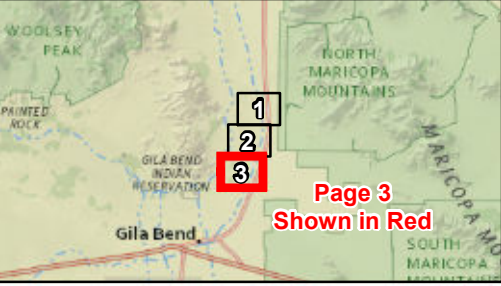 WOOLSEY
PEAK
NORTH
MARICOPA
MOUNTAINS
PAINTED
ROCK
1
2
3
GILA BEND
INDIAN
RESERVATION
MARICOPA
Page 3
Shown in Red
Gila Bend
SOUTH
MARICOPA
MOUNTAINS